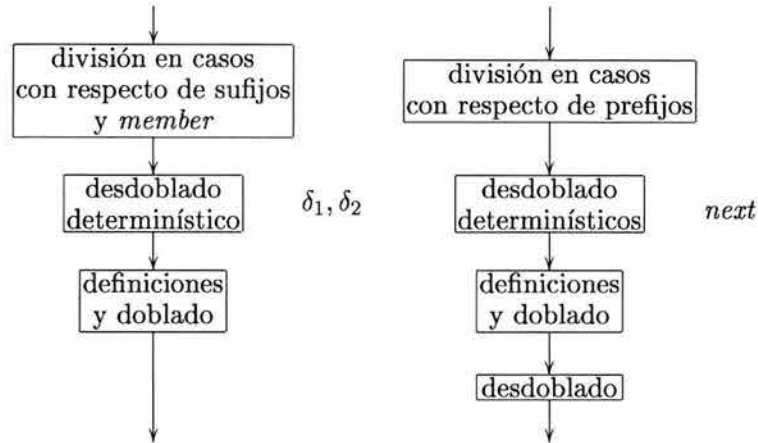 división en casos
con respecto de sufijos
y member
desdoblado
determinístico
definiciones
y doblado
δ₁, δ₂
división en casos
con respecto de prefijos
desdoblado
determinísticos
definiciones
y doblado
desdoblado
next